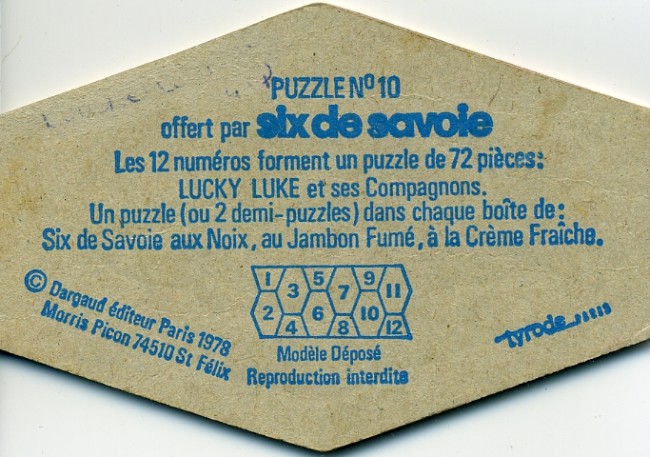 PUZZLE Nº 10
offert par six de savoie
Les 12 numéros forment un puzzle de 72 pièces:
LUCKY LUKE et ses Compagnons.
Un puzzle (ou 2 demi-puzzles) dans chaque boîte de:
Six de Savoie aux Noix, au Jambon Fumé, à la Crème Fraîche.
© Dargaud éditeur Paris 1978
Morris Picon 74510 St Félix
1 3 5 7 9 11
2 4 6 8 10 12
Modèle Déposé
Reproduction interdite
tyrode PARIS